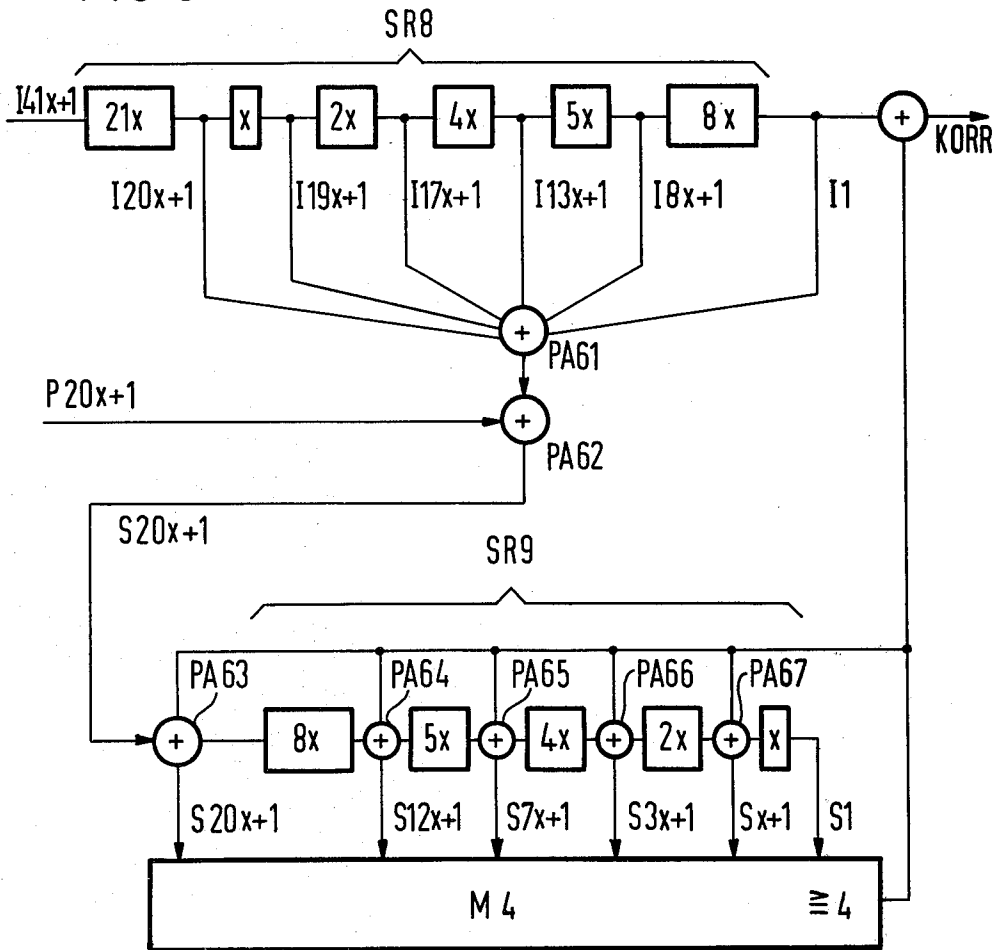 SR8
I41x+1
21x
x
2x
4x
5x
8x
+
KORR
I20x+1
I19x+1
I17x+1
I13x+1
I8x+1
I1
+
PA61
P20x+1
+
PA62
S20x+1
SR9
PA63
PA64
PA65
PA66
PA67
+
8x
+
5x
+
4x
+
2x
+
x
S20x+1
S12x+1
S7x+1
S3x+1
Sx+1
S1
M4
≧ 4